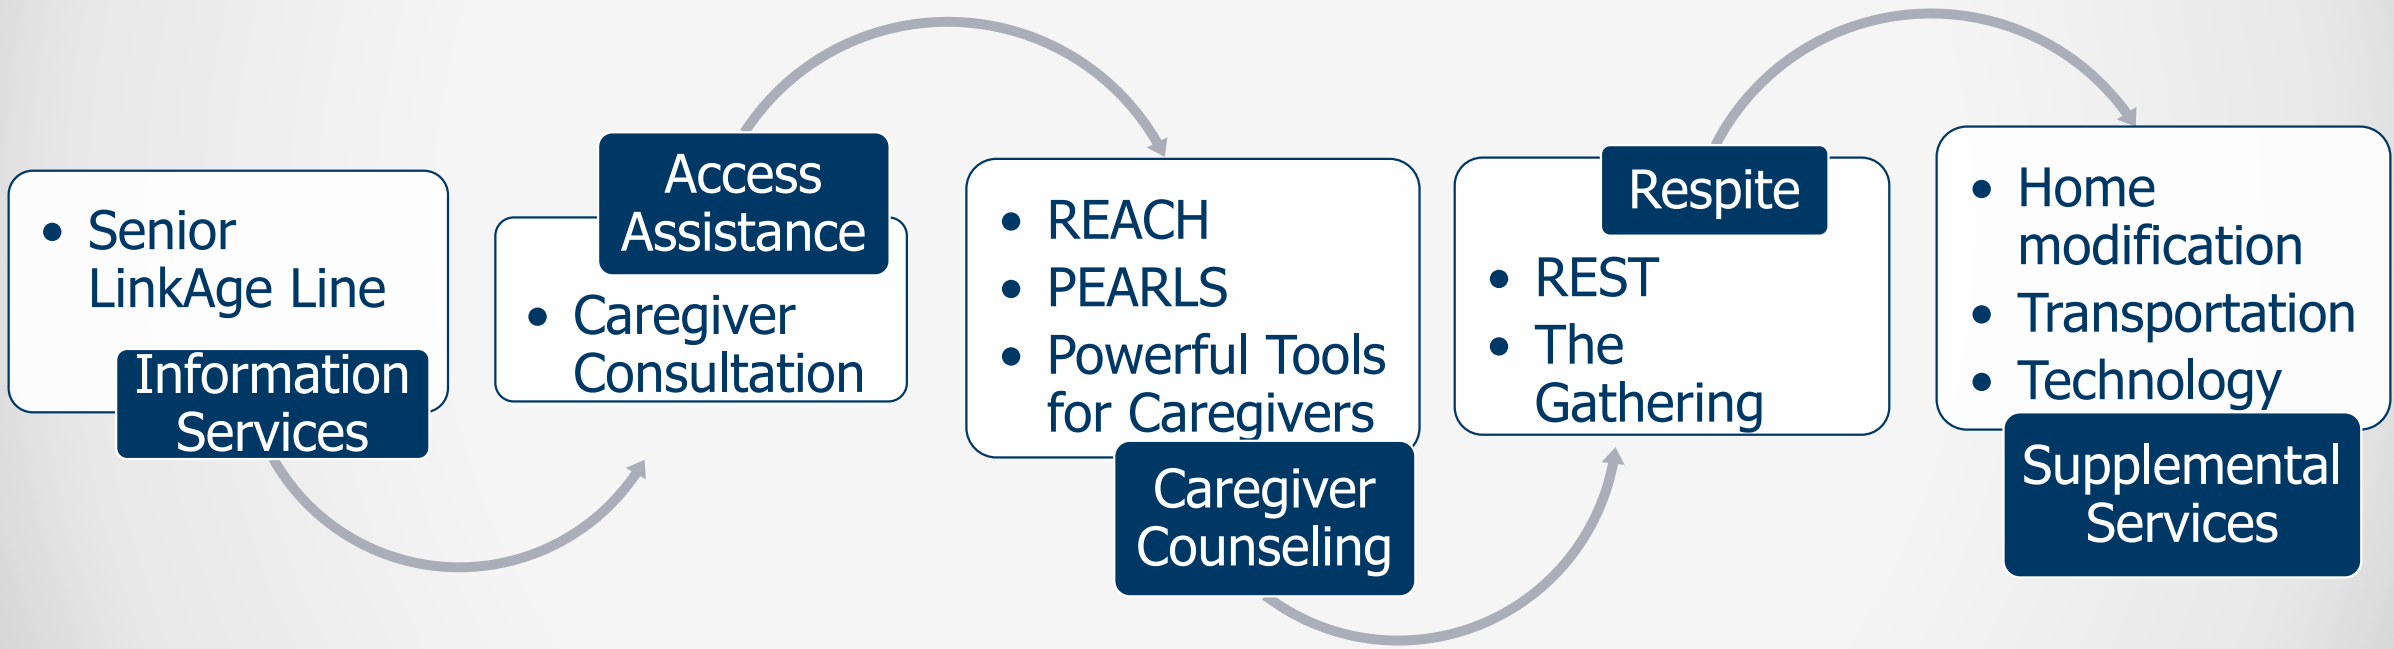 • Senior
LinkAge Line
Information
Services
Access
Assistance
• Caregiver
Consultation
• REACH
• PEARLS
• Powerful Tools
for Caregivers
Caregiver
Counseling
Respite
• REST
• The
Gathering
• Home
modification
• Transportation
• Technology
Supplemental
Services